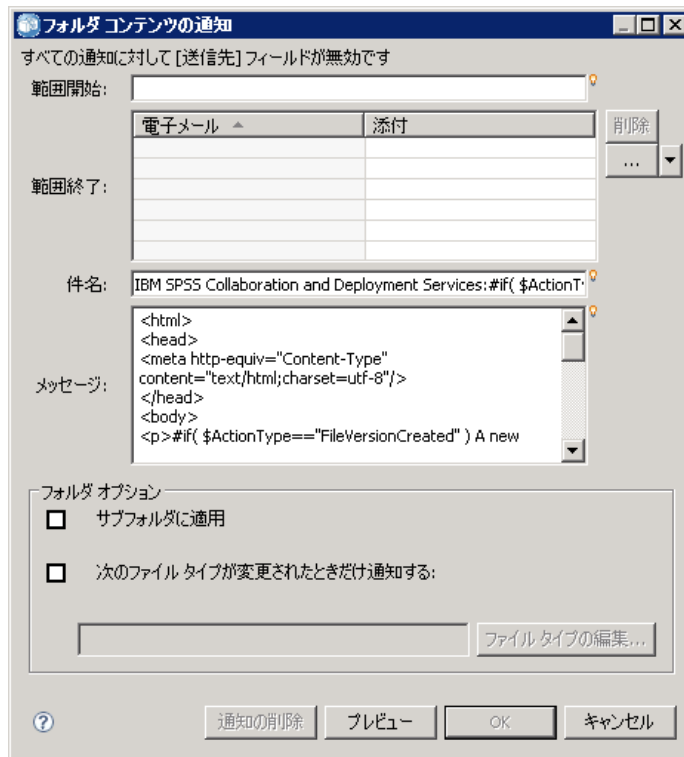 フォルダ コンテンツの通知
すべての通知に対して [送信先] フィールドが無効です
範囲開始:
電子メール 添付
削除
...
範囲終了:
件名: IBM SPSS Collaboration and Deployment Services:#if( $ActionT
メッセージ:
<html>
<head>
<meta http-equiv="Content-Type"
content="text/html;charset=utf-8"/>
</head>
<body>
<p>#if( $ActionType=="FileVersionCreated" ) A new
フォルダ オプション
サブフォルダに適用
次のファイル タイプが変更されたときだけ通知する:
ファイル タイプの編集...
? 通知の削除 プレビュー OK キャンセル